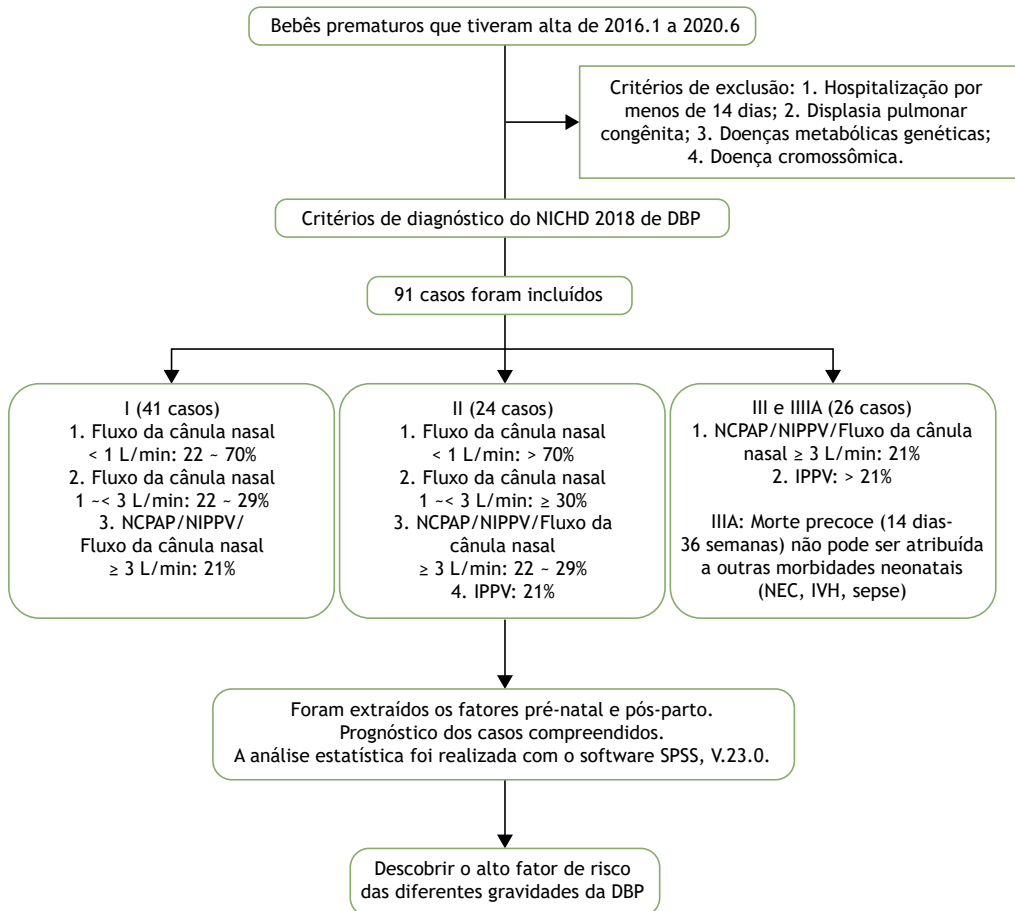 Bebês prematuros que tiveram alta de 2016.1 a 2020.6
Critérios de exclusão: 1. Hospitalização por
menos de 14 dias; 2. Displasia pulmonar
congênita; 3. Doenças metabólicas genéticas;
4. Doença cromossômica.
Critérios de diagnóstico do NICHD 2018 de DBP
91 casos foram incluídos
I (41 casos)
1. Fluxo da cânula nasal
< 1 L/min: 22 ~ 70%
2. Fluxo da cânula nasal
1 ~< 3 L/min: 22 ~ 29%
3. NCPAP/NIPPV/
Fluxo da cânula nasal
≥ 3 L/min: 21%
II (24 casos)
1. Fluxo da cânula nasal
< 1 L/min: > 70%
2. Fluxo da cânula nasal
1 ~< 3 L/min: ≥ 30%
3. NCPAP/NIPPV/Fluxo da
cânula nasal
≥ 3 L/min: 22 ~ 29%
4. IPPV: 21%
III e IIIIA (26 casos)
1. NCPAP/NIPPV/Fluxo da cânula
nasal ≥ 3 L/min: 21%
2. IPPV: > 21%
IIIA: Morte precoce (14 dias-
36 semanas) não pode ser atribuída
a outras morbidades neonatais
(NEC, IVH, sepse)
Foram extraídos os fatores pré-natal e pós-parto.
Prognóstico dos casos compreendidos.
A análise estatística foi realizada com o software SPSS, V.23.0.
Descobrir o alto fator de risco
das diferentes gravidades da DBP